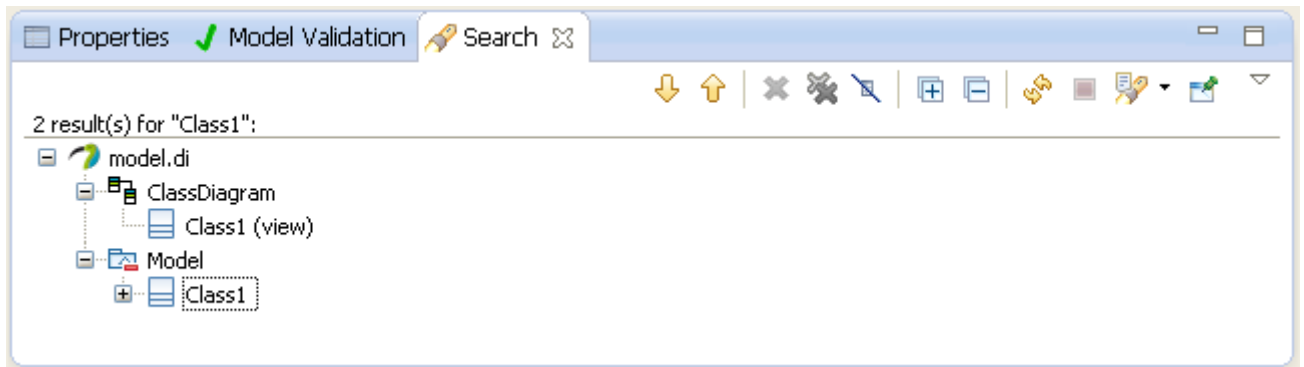 Properties Model Validation Search
2 result(s) for "Class1":
model.di
ClassDiagram
Class1 (view)
Model
Class1